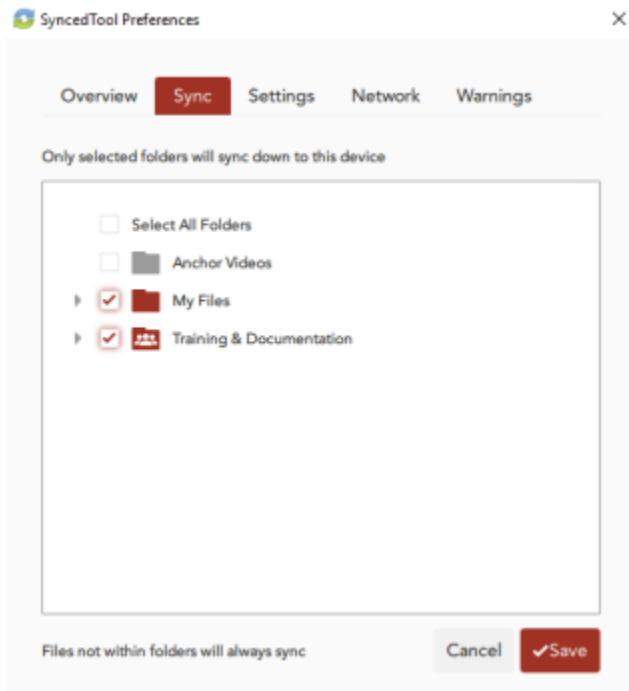 SyncedTool Preferences
Overview Sync Settings Network Warnings
Only selected folders will sync down to this device
Select All Folders
Anchor Videos
My Files
Training & Documentation
Files not within folders will always sync
Cancel Save